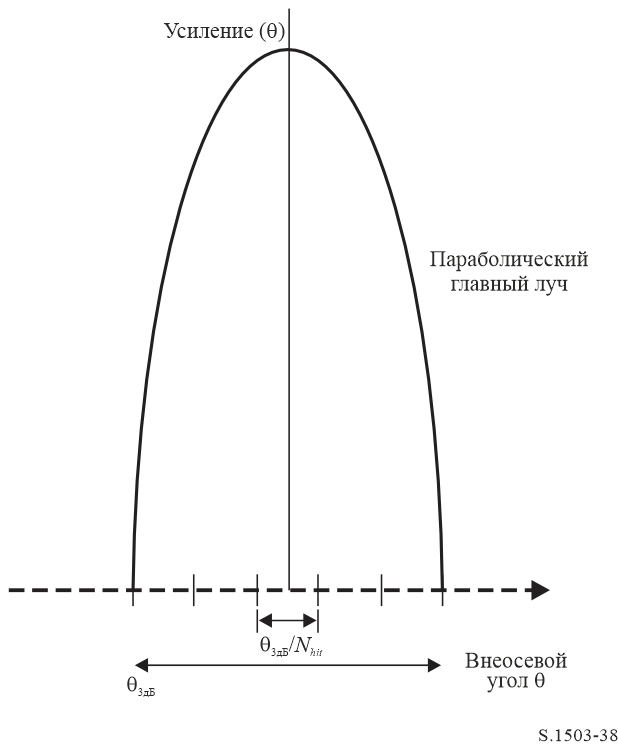 Усиление (θ)
Параболический
главный луч
θ3дБ/Nhit
θ3дБ
Внеосевой
угол θ
S.1503-38